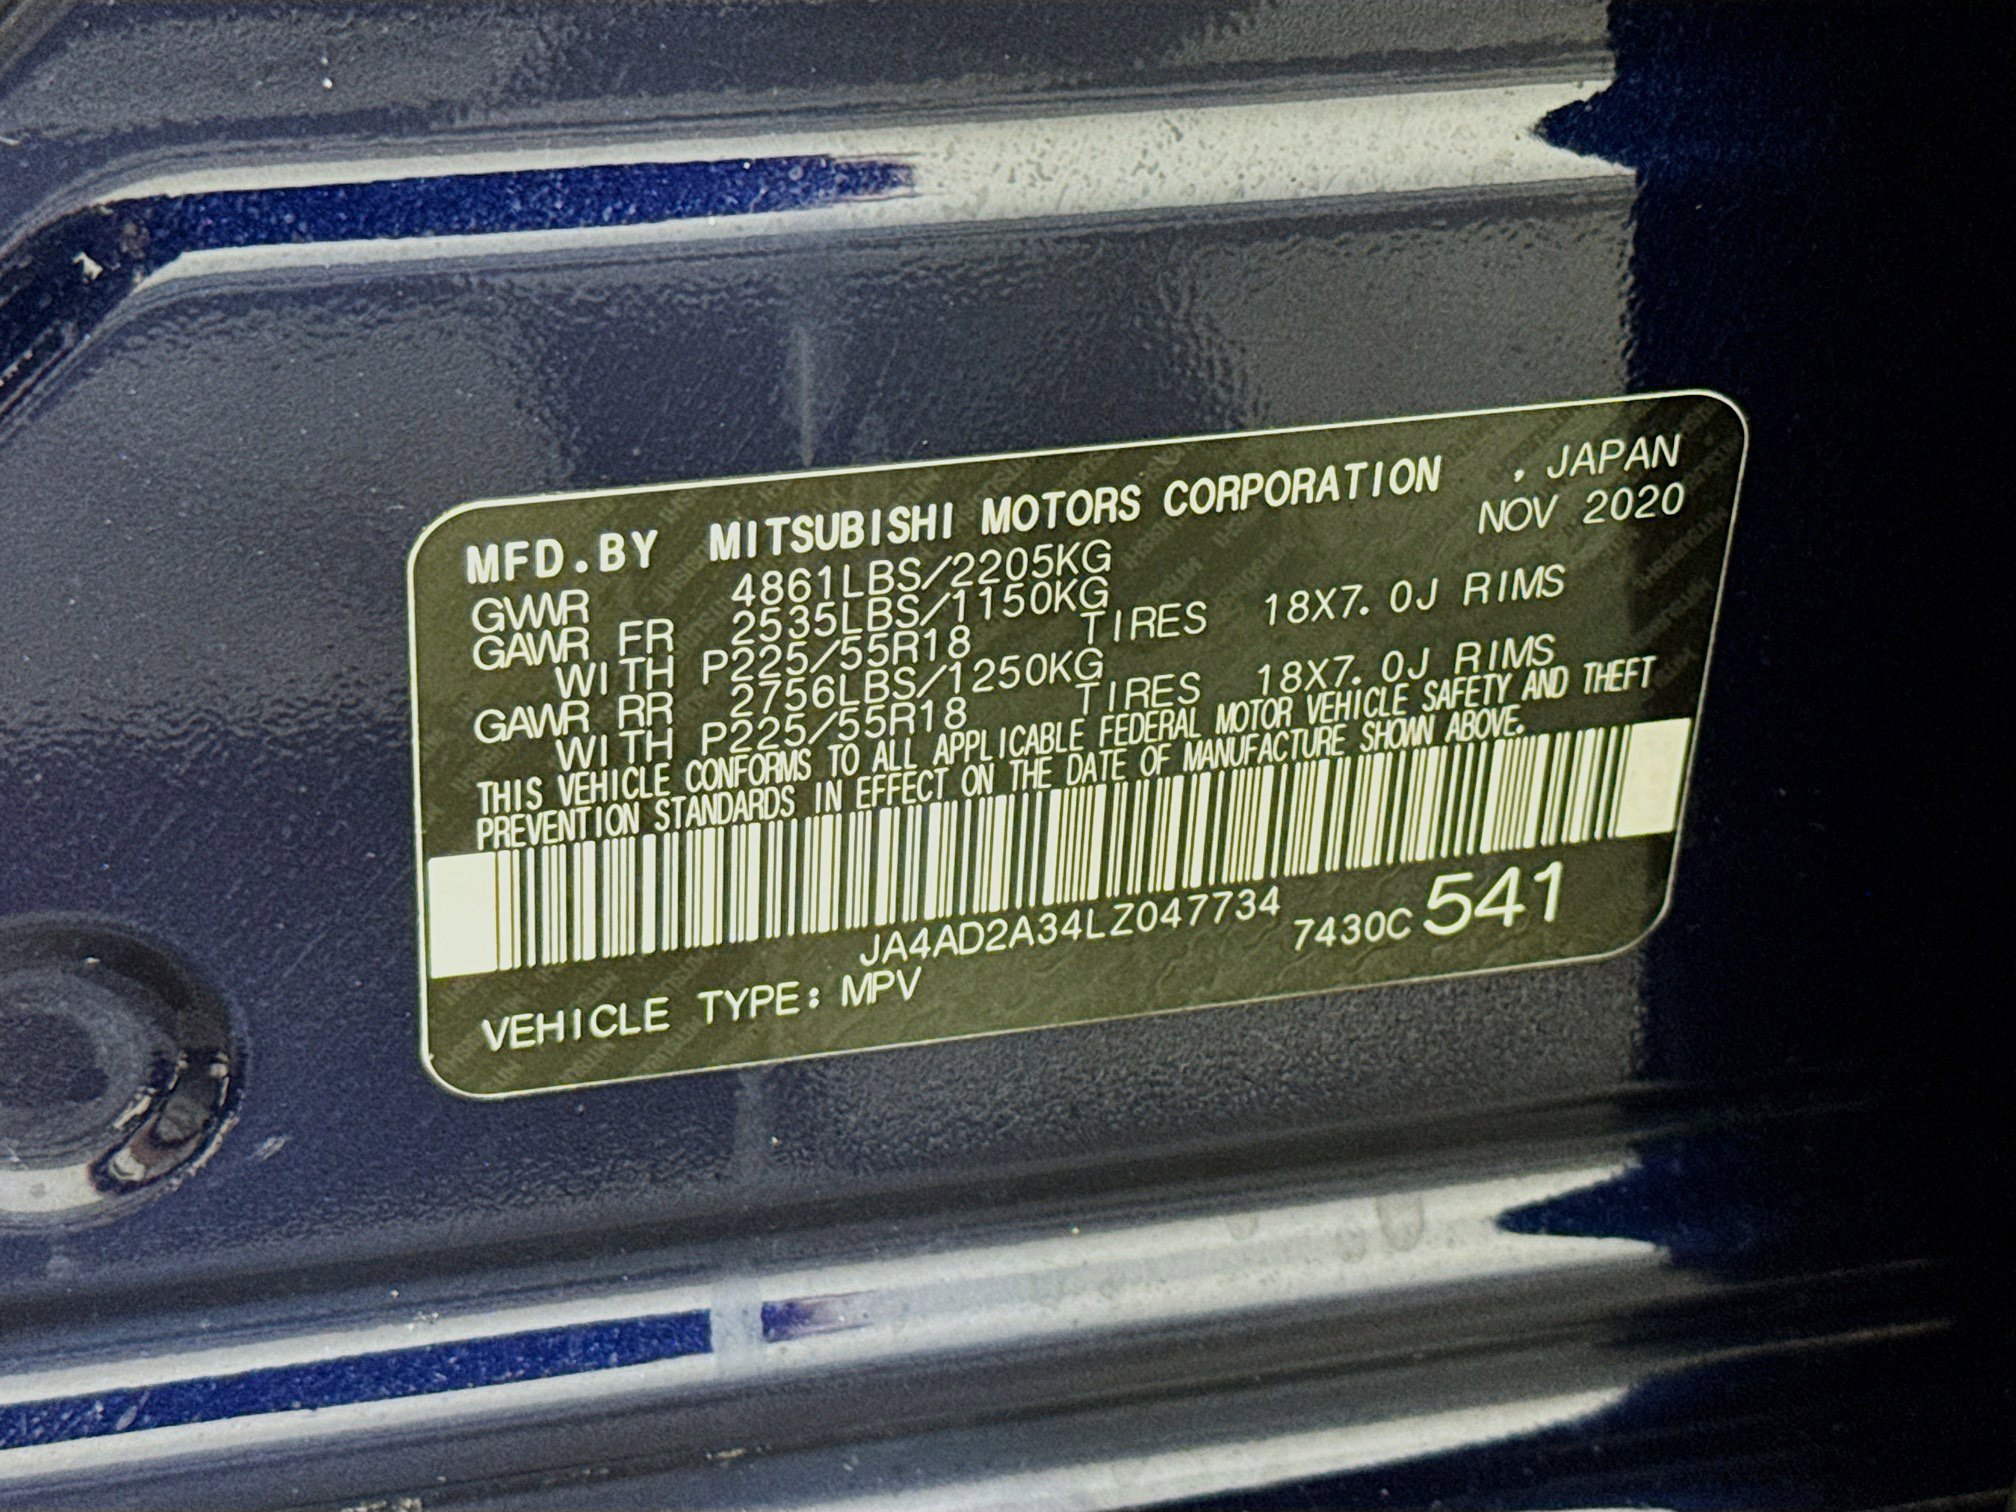 MFD.BY MITSUBISHI MOTORS CORPORATION , JAPAN
GVWR 4861LBS/2205KG NOV 2020
GAWR FR 2535LBS/1150KG
WITH P225/55R18 TIRES 18X7.0J RIMS
GAWR RR 2756LBS/1250KG
WITH P225/55R18 TIRES 18X7.0J RIMS
THIS VEHICLE CONFORMS TO ALL APPLICABLE FEDERAL MOTOR VEHICLE SAFETY AND THEFT
PREVENTION STANDARDS IN EFFECT ON THE DATE OF MANUFACTURE SHOWN ABOVE.
JA4AD2A34LZ047734 7430C 541
VEHICLE TYPE: MPV